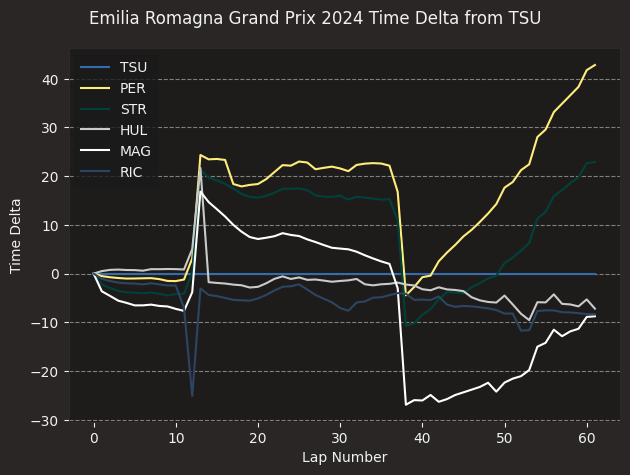 Emilia Romagna Grand Prix 2024 Time Delta from TSU
TSU
PER
STR
HUL
MAG
RIC
40
30
20
10
0
−10
−20
−30
Time Delta
0
10
20
30
40
50
60
Lap Number